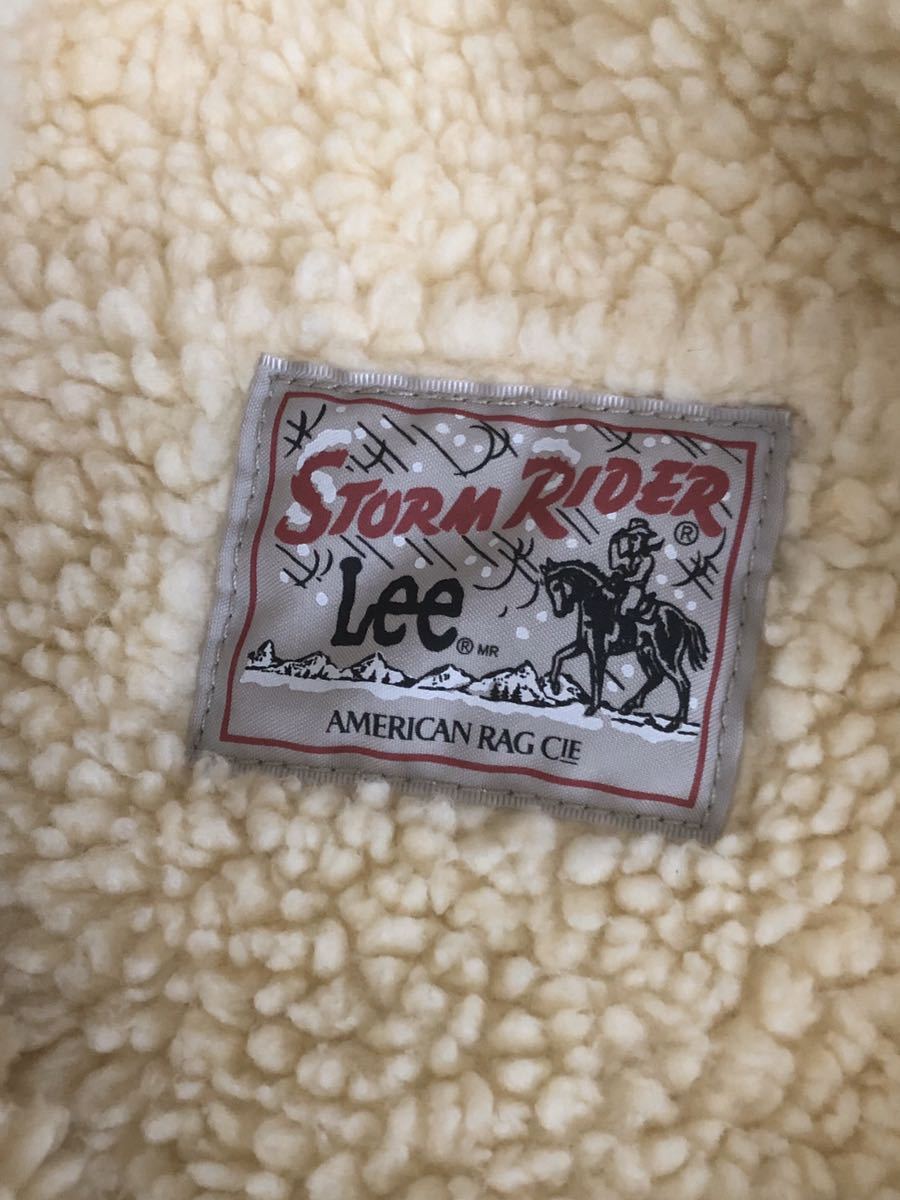 STORM RIDER ®
Lee ® MR
AMERICAN RAG CIE